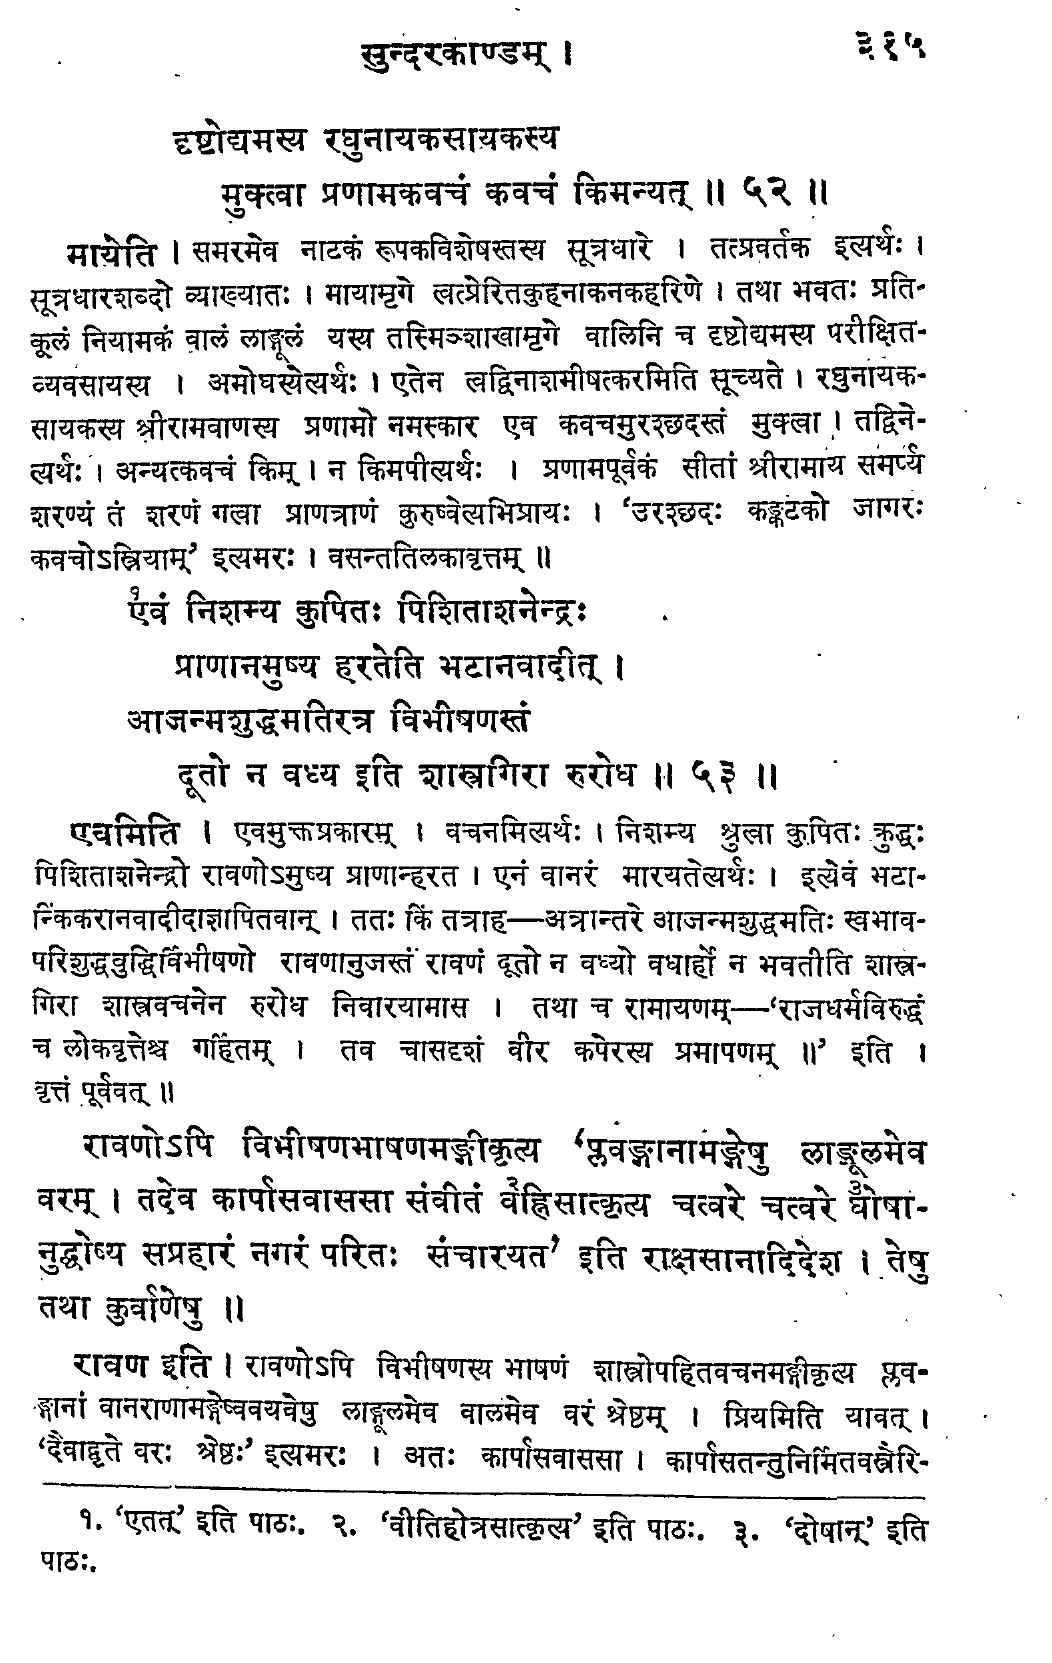 सुन्दरकाण्डम् ।
३१५
दृष्टोद्यमस्य रघुनायकसायकस्य
मुक्त्वा प्रणामकवचं कवचं किमन्यत् ॥ ५२ ॥
मायेति । समरमेव नाटकं रूपकविशेषस्तस्य सूत्रधारे । तत्प्रवर्तक इत्यर्थः ।
सूत्रधारशब्दो व्याख्यातः । मायामृगे त्वत्प्रेरितकुहनाकनकहरिणे । तथा भवतः प्रति-
कूलं नियामकं वालं लाङ्गूलं यस्य तस्मिञ्शाखामृगे वालिनि च दृष्टोद्यमस्य परीक्षित-
व्यवसायस्य । अमोघस्येत्यर्थः । एतेन त्वद्विनाशमीषत्करमिति सूच्यते । रघुनायक-
सायकस्य श्रीरामबाणस्य प्रणामो नमस्कार एव कवचमुरश्छदस्तं मुक्त्वा । तद्विने-
त्यर्थः । अन्यत्कवचं किम् । न किमपीत्यर्थः । प्रणामपूर्वकं सीतां श्रीरामाय समर्प्य
शरण्यं तं शरणं गत्वा प्राणत्राणं कुरुष्वेत्यभिप्रायः । ‘उरश्छदः कङ्कटको जागरः
कवचोऽस्त्रियाम्’ इत्यमरः । वसन्ततिलकावृत्तम् ॥
१एवं निशम्य कुपितः पिशिताशनेन्द्रः
प्राणानमुष्य हरतेति भटानवादीत् ।
आजन्मशुद्धमतिरत्र विभीषणस्तं
दूतो न वध्य इति शास्त्रगिरा रुरोध ॥ ५३ ॥
एवमिति । एवमुक्तप्रकारम् । वचनमित्यर्थः । निशम्य श्रुत्वा कुपितः क्रुद्धः
पिशिताशनेन्द्रो रावणोऽमुष्य प्राणान्हरत । एनं वानरं मारयतेत्यर्थः । इत्येवं भटा-
न्किंकरानवादीदाज्ञापितवान् । ततः किं तत्राह—अत्रान्तरे आजन्मशुद्धमतिः स्वभाव-
परिशुद्धबुद्धिर्विभीषणो रावणानुजस्तं रावणं दूतो न वध्यो वधार्हो न भवतीति शास्त्र-
गिरा शास्त्रवचनेन रुरोध निवारयामास । तथा च रामायणम्—‘राजधर्मविरुद्धं
च लोकवृत्तेश्च गर्हितम् । तव चासदृशं वीर कपेरस्य प्रमापणम् ॥’ इति ।
वृत्तं पूर्ववत् ॥
रावणोऽपि विभीषणभाषणमङ्गीकृत्य ‘प्लवङ्गानामङ्गेषु लाङ्गूलमेव
वरम् । तदेव कार्पासवाससा संवीतं २वह्निसात्कृत्य चत्वरे चत्वरे ३घोषा-
नुद्घोष्य सप्रहारं नगरं परितः संचारयत’ इति राक्षसानादिदेश । तेषु
तथा कुर्वाणेषु ॥
रावण इति । रावणोऽपि विभीषणस्य भाषणं शास्त्रोपहितवचनमङ्गीकृत्य प्लव-
ङ्गानां वानराणामङ्गेष्ववयवेषु लाङ्गूलमेव वालमेव वरं श्रेष्ठम् । प्रियमिति यावत् ।
‘दैवाद्वृते वरः श्रेष्ठः’ इत्यमरः । अतः कार्पासवाससा । कार्पासतन्तुनिर्मितवस्त्रैरि-
१. ‘एतत्’ इति पाठः. २. ‘वीतिहोत्रसात्कृत्य’ इति पाठः. ३. ‘दोषान्’ इति
पाठः.